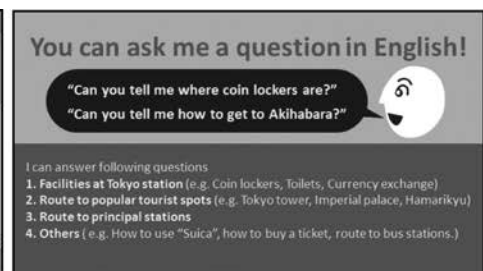 You can ask me a question in English!
“Can you tell me where coin lockers are?”
“Can you tell me how to get to Akihabara?”
I can answer following questions
1. Facilities at Tokyo station (e.g. Coin lockers, Toilets, Currency exchange)
2. Route to popular tourist spots (e.g. Tokyo tower, Imperial palace, Hamarikyu)
3. Route to principal stations
4. Others ( e.g. How to use “Suica”, how to buy a ticket, route to bus stations.)